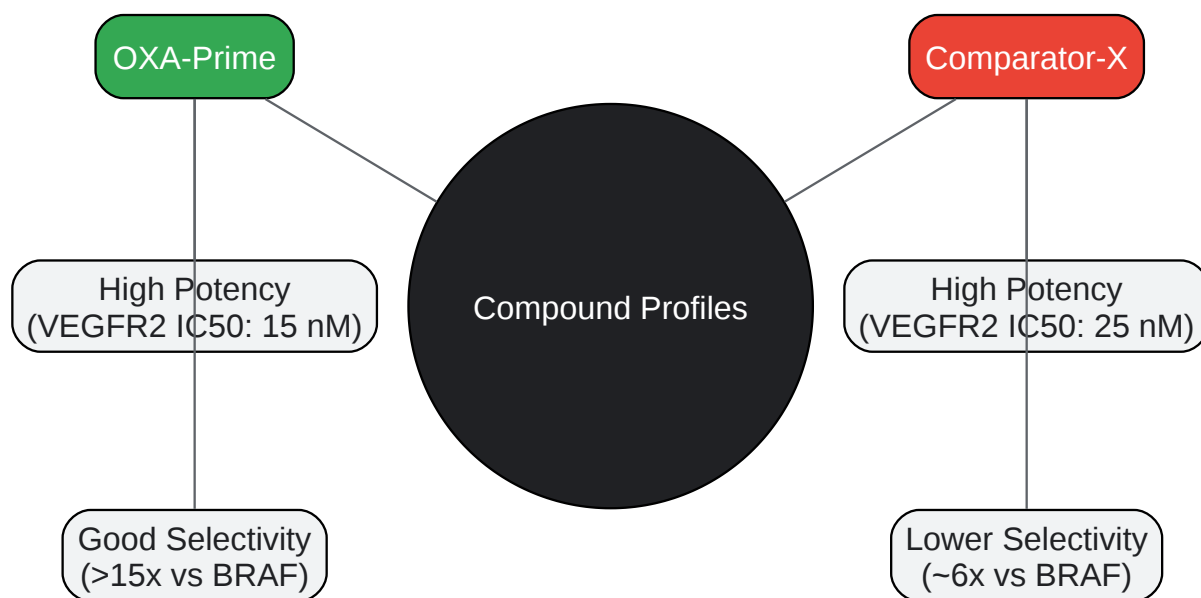 OXA-Prime
Comparator-X
High Potency
(VEGFR2 IC50: 15 nM)
Compound Profiles
High Potency
(VEGFR2 IC50: 25 nM)
Good Selectivity
(>15x vs BRAF)
Lower Selectivity
(~6x vs BRAF)